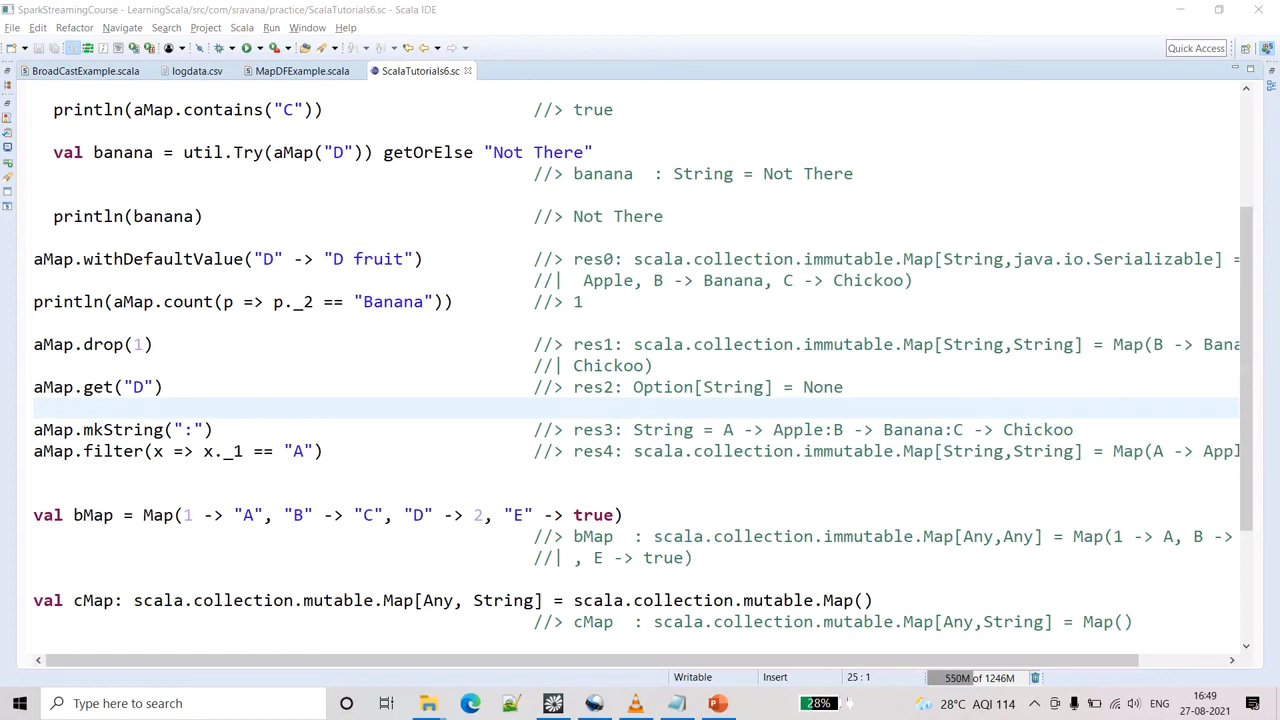 SparkStreamingCourse - LearningScala/src/com/sravana/practice/ScalaTutorials6.sc - Scala IDE
File Edit Refactor Navigate Search Project Scala Run Window Help
Quick Access
BroadCastExample.scala logdata.csv MapDFExample.scala ScalaTutorials6.sc
println(aMap.contains("C")) //> true
val banana = util.Try(aMap("D")) getOrElse "Not There"
//> banana : String = Not There
println(banana) //> Not There
aMap.withDefaultValue("D" -> "D fruit") //> res0: scala.collection.immutable.Map[String,java.io.Serializable] =
//| Apple, B -> Banana, C -> Chickoo)
println(aMap.count(p => p._2 == "Banana")) //> 1
aMap.drop(1) //> res1: scala.collection.immutable.Map[String,String] = Map(B -> Bana
//| Chickoo)
aMap.get("D") //> res2: Option[String] = None
aMap.mkString(":") //> res3: String = A -> Apple:B -> Banana:C -> Chickoo
aMap.filter(x => x._1 == "A") //> res4: scala.collection.immutable.Map[String,String] = Map(A -> Appl
val bMap = Map(1 -> "A", "B" -> "C", "D" -> 2, "E" -> true)
//> bMap : scala.collection.immutable.Map[Any,Any] = Map(1 -> A, B ->
//| , E -> true)
val cMap: scala.collection.mutable.Map[Any, String] = scala.collection.mutable.Map()
//> cMap : scala.collection.mutable.Map[Any,String] = Map()
Writable Insert 25 : 1 550M of 1246M
Type here to search 28% 28°C AQI 114 ENG 16:49
27-08-2021